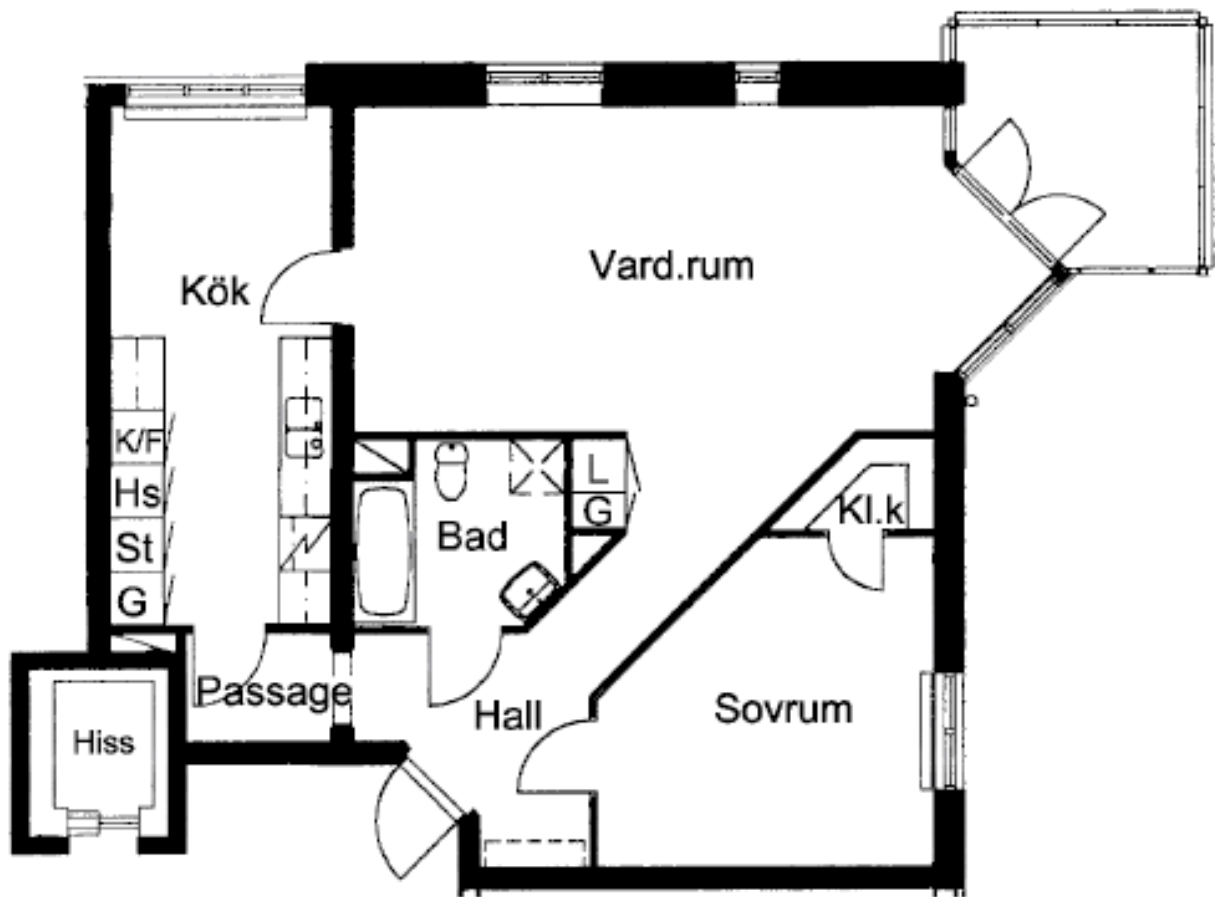 Vard.rum
Kök
K/F
Hs
St
G
L
G
Bad
Kl.k
Passage
Hall
Sovrum
Hiss